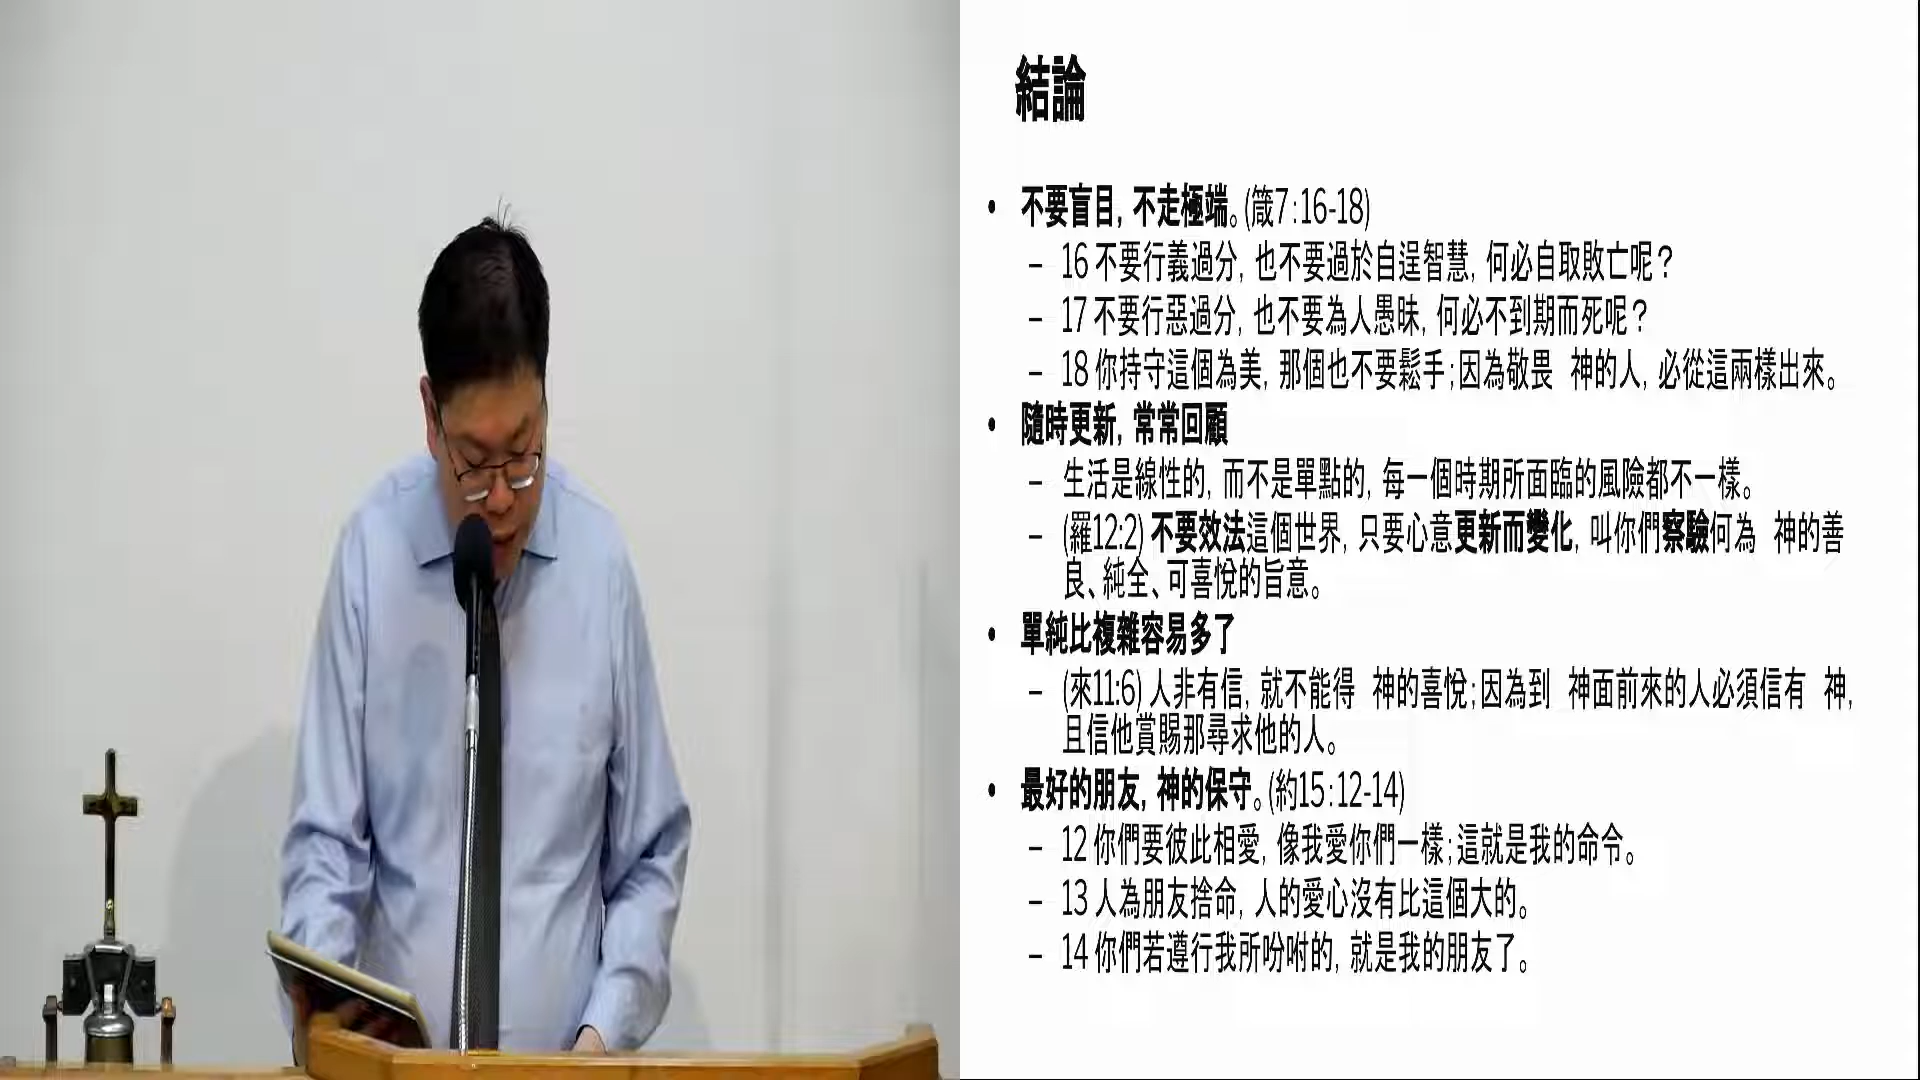 結論
• 不要盲目, 不走極端。(箴7:16-18)
– 16 不要行義過分, 也不要過於自逞智慧, 何必自取敗亡呢？
– 17 不要行惡過分, 也不要為人愚昧, 何必不到期而死呢？
– 18 你持守這個為美, 那個也不要鬆手;因為敬畏　神的人, 必從這兩樣出來。
• 隨時更新, 常常回顧
– 生活是線性的, 而不是單點的, 每一個時期所面臨的風險都不一樣。
– (羅12:2) 不要效法這個世界, 只要心意更新而變化, 叫你們察驗何為　神的善
良、純全、可喜悅的旨意。
• 單純比複雜容易多了
– (來11:6) 人非有信, 就不能得　神的喜悅;因為到　神面前來的人必須信有　神,
且信他賞賜那尋求他的人。
• 最好的朋友, 神的保守。(約15:12-14)
– 12 你們要彼此相愛, 像我愛你們一樣;這就是我的命令。
– 13 人為朋友捨命, 人的愛心沒有比這個大的。
– 14 你們若遵行我所吩咐的, 就是我的朋友了。